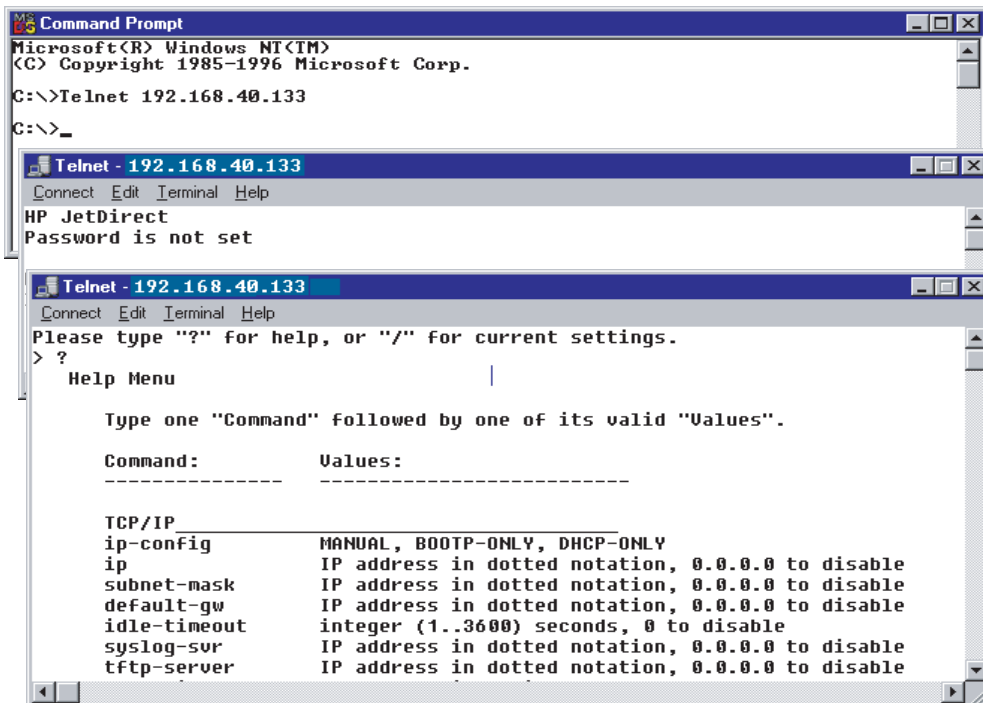 Command Prompt
Microsoft(R) Windows NT(TM)
(C) Copyright 1985-1996 Microsoft Corp.
C:\>Telnet 192.168.40.133
C:\>_
Telnet - 192.168.40.133
Connect Edit Terminal Help
HP JetDirect
Password is not set
Telnet - 192.168.40.133
Connect Edit Terminal Help
Please type "?" for help, or "/" for current settings.
> ?
Help Menu
Type one "Command" followed by one of its valid "Values".
Command: Values:
--------------- --------------------------
TCP/IP_____________________________________
ip-config MANUAL, BOOTP-ONLY, DHCP-ONLY
ip IP address in dotted notation, 0.0.0.0 to disable
subnet-mask IP address in dotted notation, 0.0.0.0 to disable
default-gw IP address in dotted notation, 0.0.0.0 to disable
idle-timeout integer (1..3600) seconds, 0 to disable
syslog-svr IP address in dotted notation, 0.0.0.0 to disable
tftp-server IP address in dotted notation, 0.0.0.0 to disable